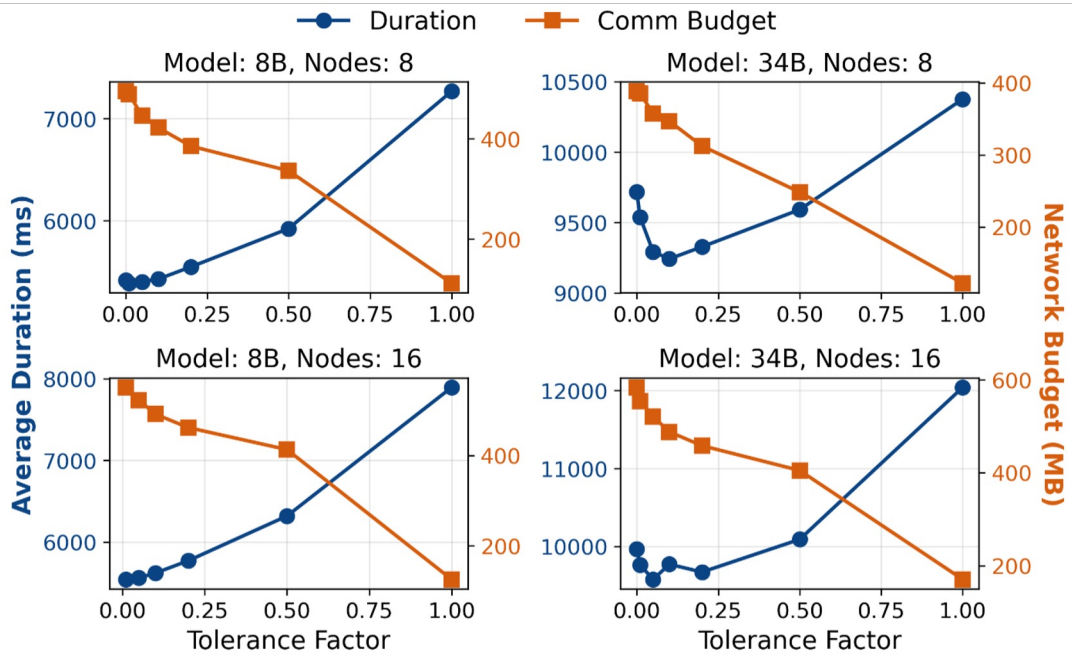 Duration Comm Budget
Model: 8B, Nodes: 8
7000
6000
400
200
0.00 0.25 0.50 0.75 1.00
Model: 34B, Nodes: 8
10500
10000
9500
9000
400
300
200
0.00 0.25 0.50 0.75 1.00
Average Duration (ms)
Network Budget (MB)
Model: 8B, Nodes: 16
8000
7000
6000
400
200
0.00 0.25 0.50 0.75 1.00
Tolerance Factor
Model: 34B, Nodes: 16
12000
11000
10000
600
400
200
0.00 0.25 0.50 0.75 1.00
Tolerance Factor